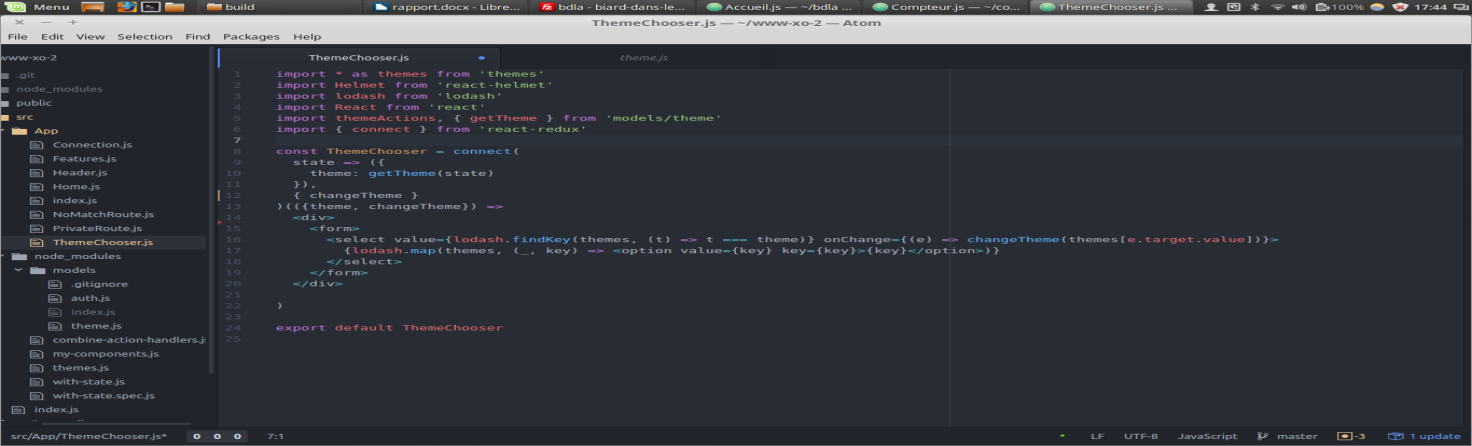 Menu build rapport.docx - Libre... bdla - biard-dans-le... Accueil.js — ~/bdla ... Compteur.js — ~/co... ThemeChooser.js ... 100% 17:44
ThemeChooser.js — ~/www-xo-2 — Atom
File Edit View Selection Find Packages Help
www-xo-2
.git
node_modules
public
src
App
Connection.js
Features.js
Header.js
Home.js
index.js
NoMatchRoute.js
PrivateRoute.js
ThemeChooser.js
node_modules
models
.gitignore
auth.js
index.js
theme.js
combine-action-handlers.j
my-components.js
themes.js
with-state.js
with-state.spec.js
index.js
ThemeChooser.js theme.js
1 import * as themes from 'themes'
2 import Helmet from 'react-helmet'
3 import lodash from 'lodash'
4 import React from 'react'
5 import themeActions, { getTheme } from 'models/theme'
6 import { connect } from 'react-redux'
7
8 const ThemeChooser = connect(
9 state => ({
10 theme: getTheme(state)
11 }),
12 { changeTheme }
13 )(({theme, changeTheme}) =>
14 <div>
15 <form>
16 <select value={lodash.findKey(themes, (t) => t === theme)} onChange={(e) => changeTheme(themes[e.target.value])}>
17 {lodash.map(themes, (_, key) => <option value={key} key={key}>{key}</option>)}
18 </select>
19 </form>
20 </div>
21
22 )
23
24 export default ThemeChooser
25
src/App/ThemeChooser.js* 0 0 0 7:1 LF UTF-8 JavaScript master -3 1 update